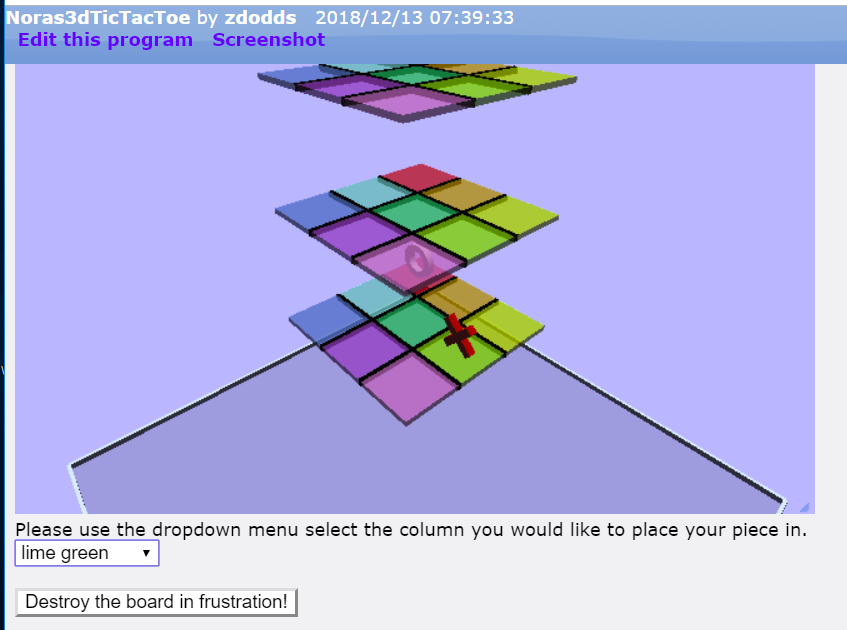 Noras3dTicTacToe by zdodds 2018/12/13 07:39:33
Edit this program Screenshot
Please use the dropdown menu select the column you would like to place your piece in.
lime green
Destroy the board in frustration!